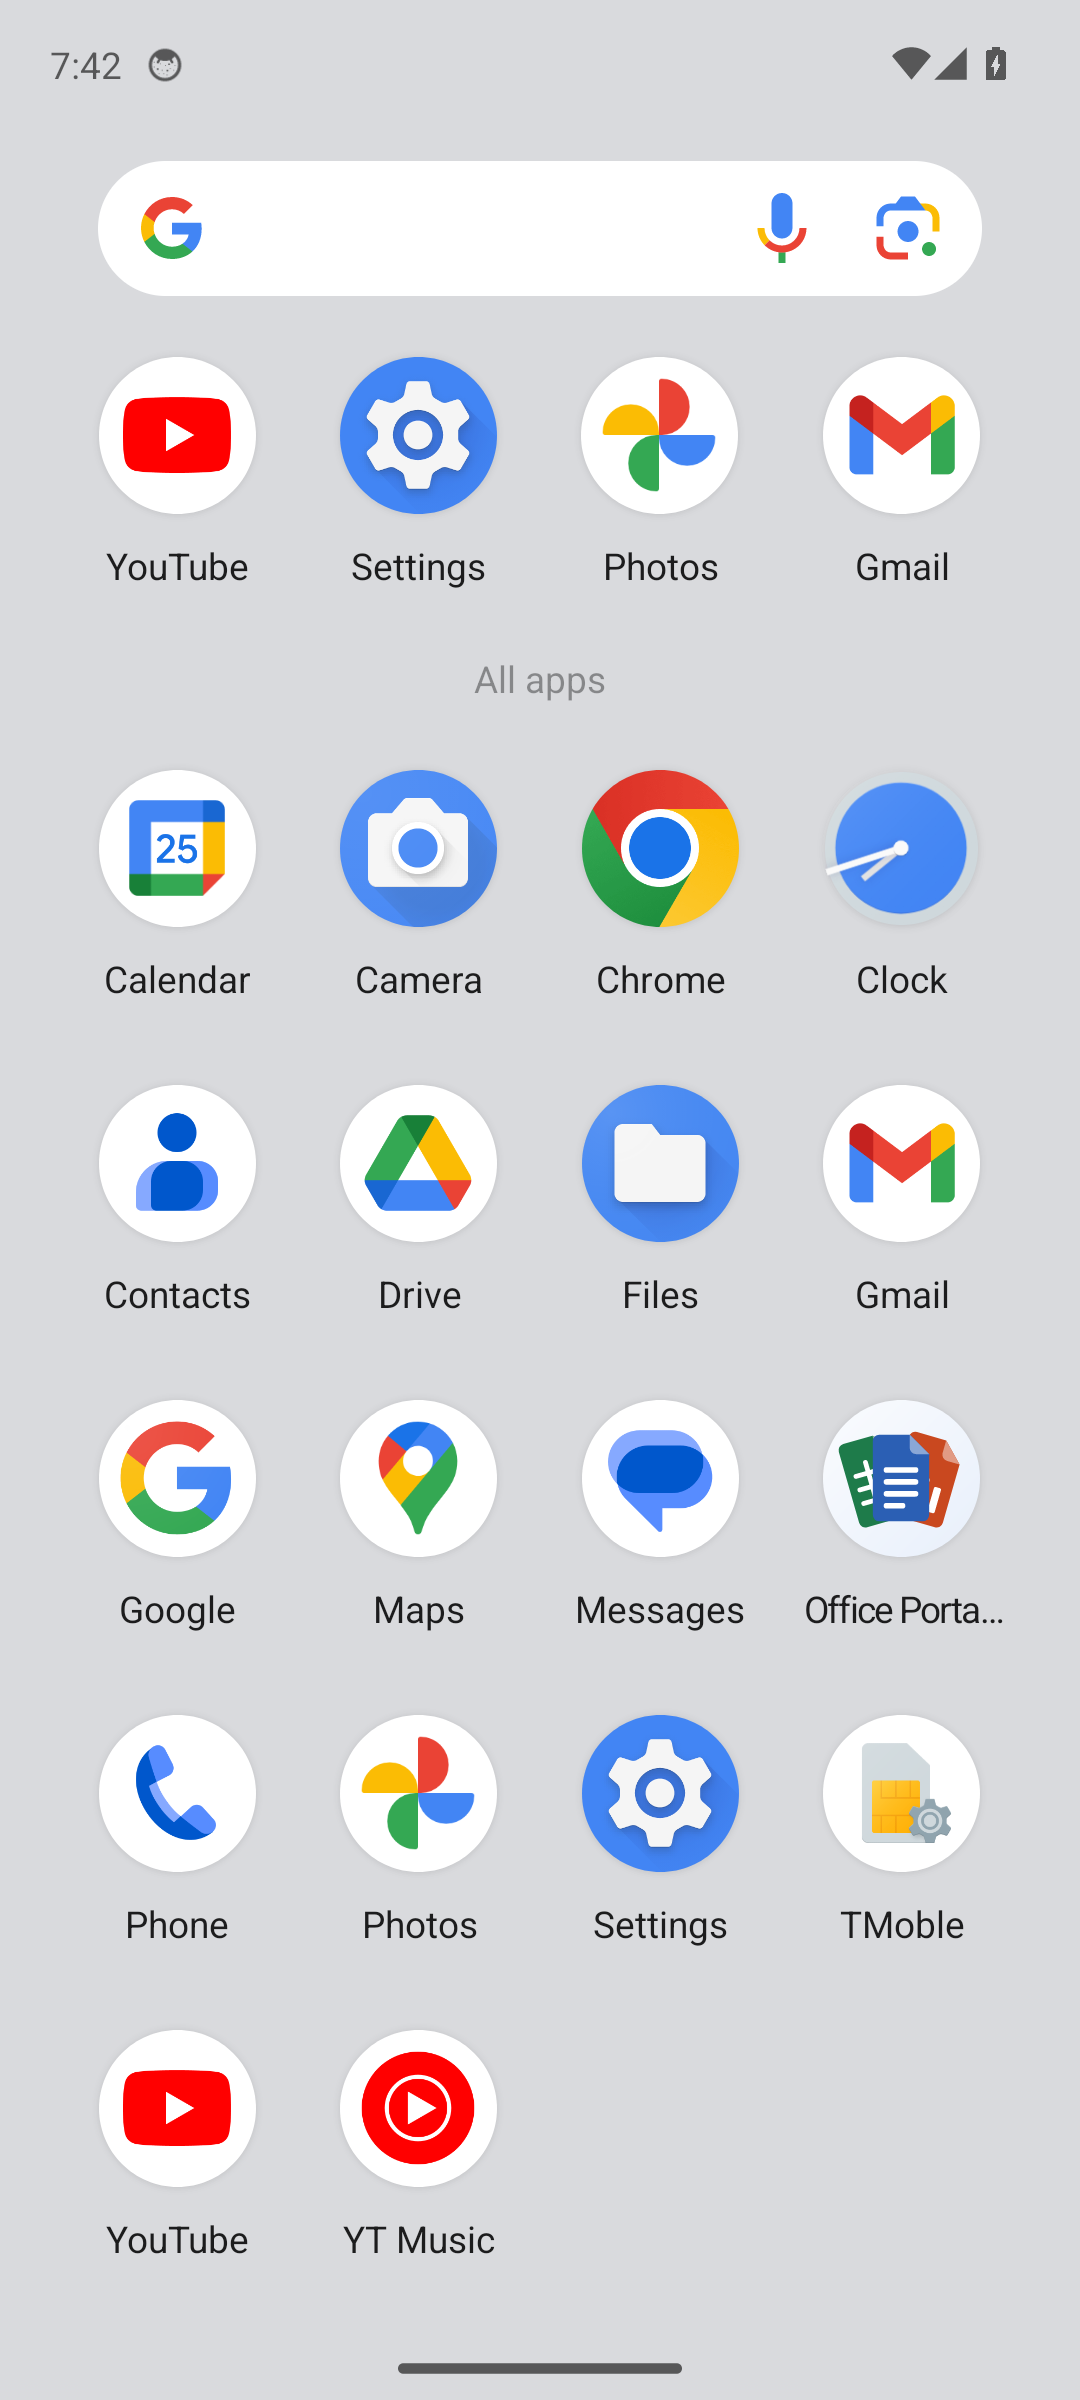 7:42
YouTube Settings Photos Gmail
All apps
25
Calendar Camera Chrome Clock
Contacts Drive Files Gmail
Google Maps Messages Office Porta...
Phone Photos Settings TMoble
YouTube YT Music